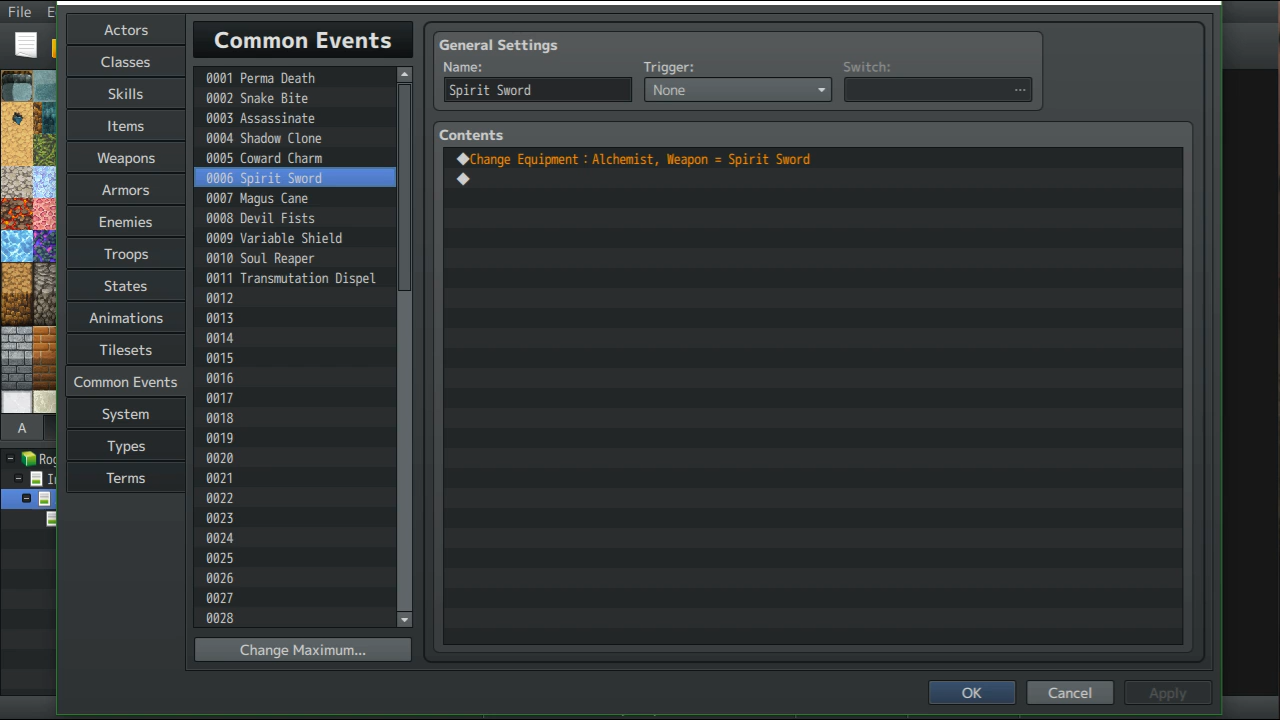 File
Actors
Classes
Skills
Items
Weapons
Armors
Enemies
Troops
States
Animations
Tilesets
Common Events
System
Types
Terms
A
Common Events
0001 Perma Death
0002 Snake Bite
0003 Assassinate
0004 Shadow Clone
0005 Coward Charm
0006 Spirit Sword
0007 Magus Cane
0008 Devil Fists
0009 Variable Shield
0010 Soul Reaper
0011 Transmutation Dispel
0012
0013
0014
0015
0016
0017
0018
0019
0020
0021
0022
0023
0024
0025
0026
0027
0028
Change Maximum...
General Settings
Name: Trigger: Switch:
Spirit Sword None ...
Contents
◆Change Equipment : Alchemist, Weapon = Spirit Sword
◆
OK Cancel Apply